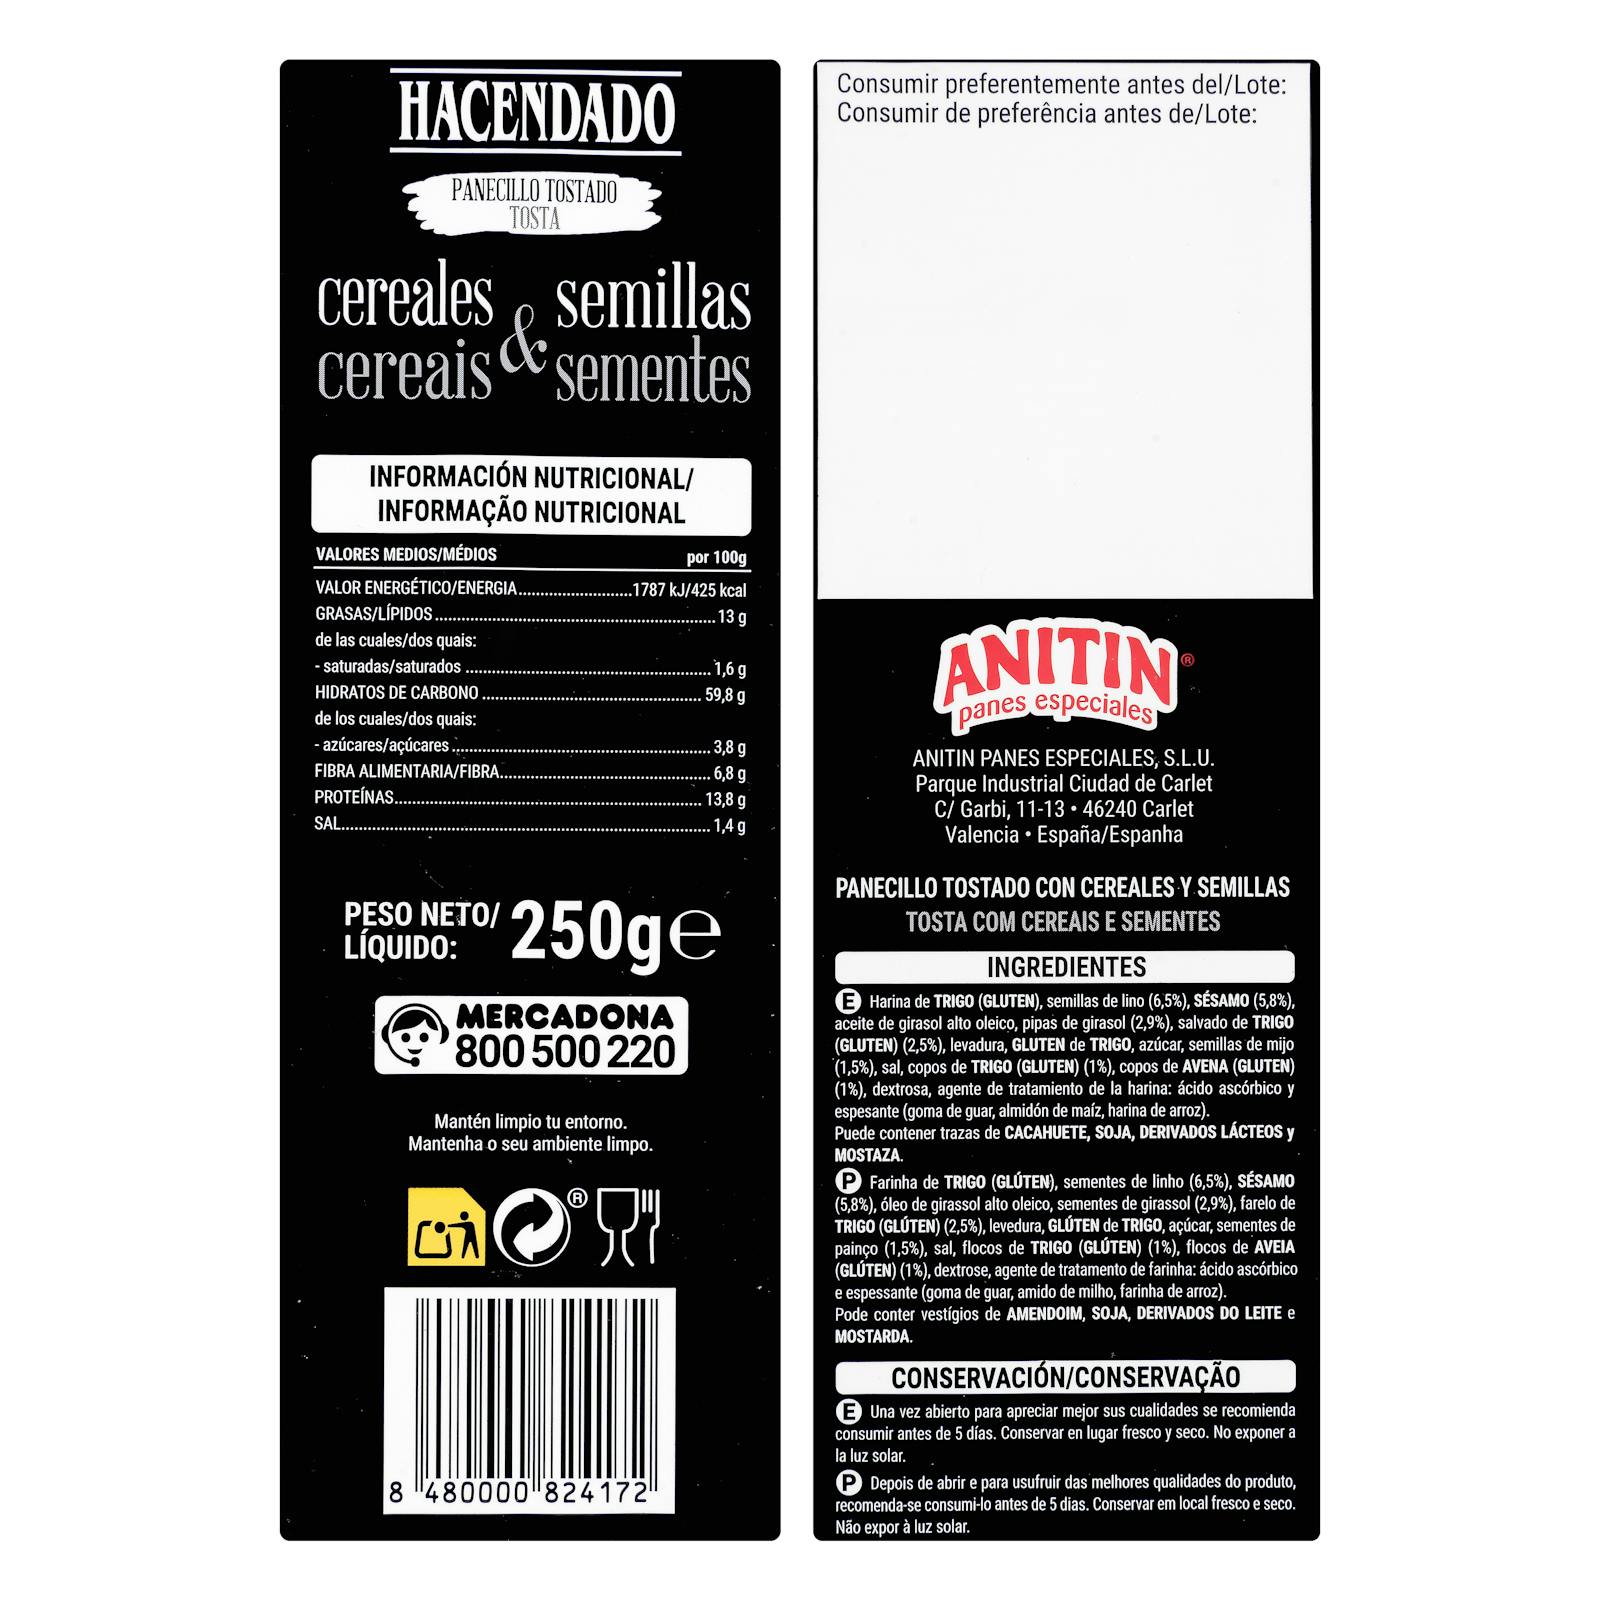 HACENDADO
PANECILLO TOSTADO
TOSTA
cereales & semillas
cereais sementes
INFORMACIÓN NUTRICIONAL/
INFORMAÇÃO NUTRICIONAL
VALORES MEDIOS/MÉDIOS por 100g
VALOR ENERGÉTICO/ENERGIA 1787 kJ/425 kcal
GRASAS/LÍPIDOS 13 g
de las cuales/dos quais:
- saturadas/saturados 1,6 g
HIDRATOS DE CARBONO 59,8 g
de los cuales/dos quais:
- azúcares/açúcares 3,8 g
FIBRA ALIMENTARIA/FIBRA 6,8 g
PROTEÍNAS 13,8 g
SAL 1,4 g
PESO NETO/
LÍQUIDO: 250g e
MERCADONA
800 500 220
Mantén limpio tu entorno.
Mantenha o seu ambiente limpo.
®
8 480000 824172
Consumir preferentemente antes del/Lote:
Consumir de preferência antes de/Lote:
ANITIN®
panes especiales
ANITIN PANES ESPECIALES, S.L.U.
Parque Industrial Ciudad de Carlet
C/ Garbi, 11-13 • 46240 Carlet
Valencia • España/Espanha
PANECILLO TOSTADO CON CEREALES Y SEMILLAS
TOSTA COM CEREAIS E SEMENTES
INGREDIENTES
E Harina de TRIGO (GLUTEN), semillas de lino (6,5%), SÉSAMO (5,8%),
aceite de girasol alto oleico, pipas de girasol (2,9%), salvado de TRIGO
(GLUTEN) (2,5%), levadura, GLUTEN de TRIGO, azúcar, semillas de mijo
(1,5%), sal, copos de TRIGO (GLUTEN) (1%), copos de AVENA (GLUTEN)
(1%), dextrosa, agente de tratamiento de la harina: ácido ascórbico y
espesante (goma de guar, almidón de maíz, harina de arroz).
Puede contener trazas de CACAHUETE, SOJA, DERIVADOS LÁCTEOS y
MOSTAZA.
P Farinha de TRIGO (GLÚTEN), sementes de linho (6,5%), SÉSAMO
(5,8%), óleo de girassol alto oleico, sementes de girassol (2,9%), farelo de
TRIGO (GLÚTEN) (2,5%), levedura, GLÚTEN de TRIGO, açúcar, sementes de
painço (1,5%), sal, flocos de TRIGO (GLÚTEN) (1%), flocos de AVEIA
(GLÚTEN) (1%), dextrose, agente de tratamento de farinha: ácido ascórbico
e espessante (goma de guar, amido de milho, farinha de arroz).
Pode conter vestígios de AMENDOIM, SOJA, DERIVADOS DO LEITE e
MOSTARDA.
CONSERVACIÓN/CONSERVAÇÃO
E Una vez abierto para apreciar mejor sus cualidades se recomienda
consumir antes de 5 días. Conservar en lugar fresco y seco. No exponer a
la luz solar.
P Depois de abrir e para usufruir das melhores qualidades do produto,
recomenda-se consumi-lo antes de 5 dias. Conservar em local fresco e seco.
Não expor à luz solar.